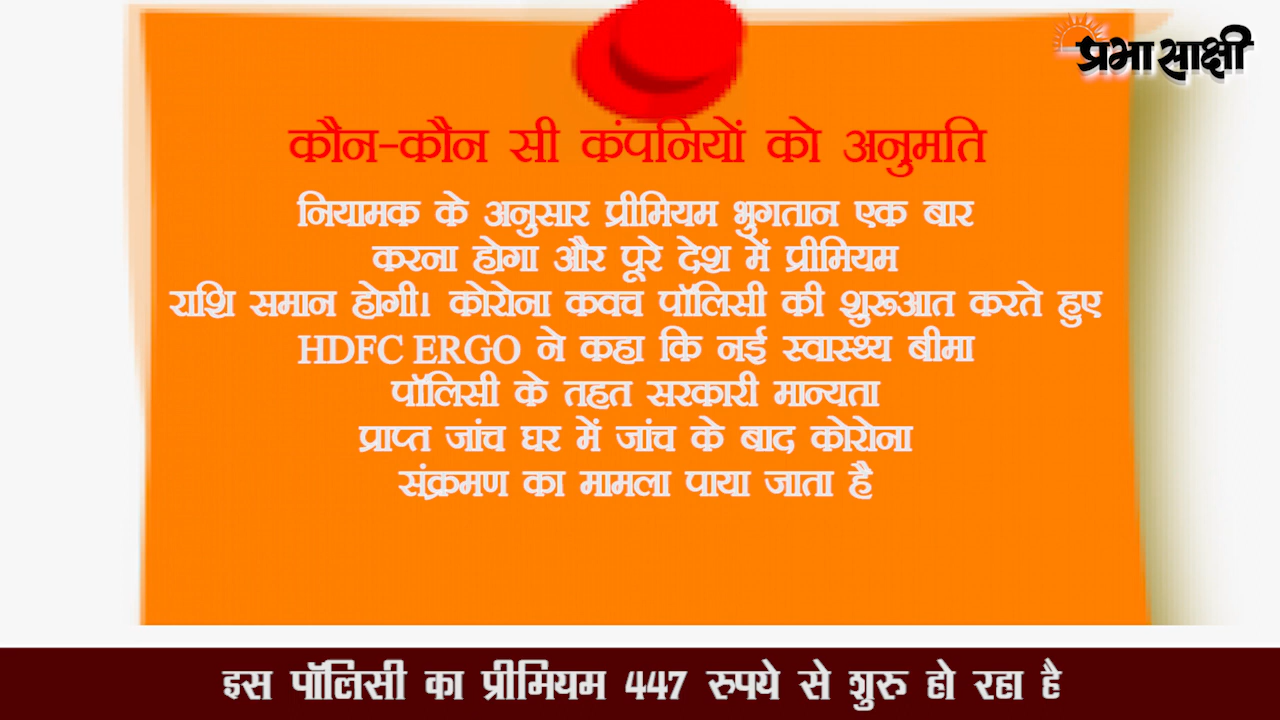 प्रभा साक्षी
कौन-कौन सी कंपनियों को अनुमति
नियामक के अनुसार प्रीमियम भुगतान एक बार
करना होगा और पूरे देश में प्रीमियम
राशि समान होगी। कोरोना कवच पॉलिसी की शुरूआत करते हुए
HDFC ERGO ने कहा कि नई स्वास्थ्य बीमा
पॉलिसी के तहत सरकारी मान्यता
प्राप्त जांच घर में जांच के बाद कोरोना
संक्रमण का मामला पाया जाता है
इस पॉलिसी का प्रीमियम 447 रुपये से शुरु हो रहा है